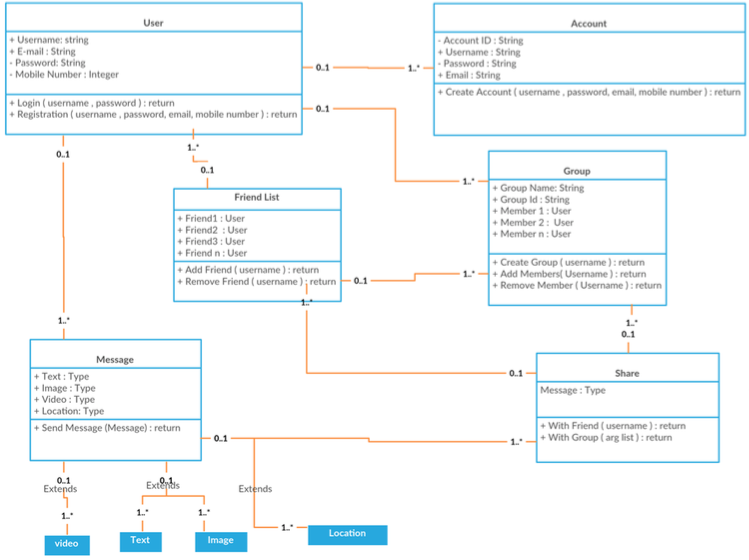 User
+ Username: string
+ E-mail : String
- Password: String
- Mobile Number : Integer
+ Login ( username , password ) : return
+ Registration ( username , password, email, mobile number ) : return
Account
- Account ID : String
+ Username : String
- Password : String
+ Email : String
+ Create Account ( username , password, email, mobile number ) : return
0..1
1..*
0..1
1..*
0..1
1..*
0..1
1..*
Friend List
+ Friend1 : User
+ Friend2 : User
+ Friend3 : User
+ Friend n : User
+ Add Friend ( username ) : return
+ Remove Friend ( username ) : return
Group
+ Group Name: String
+ Group Id : String
+ Member 1 : User
+ Member 2 : User
+ Member n : User
+ Create Group ( username ) : return
+ Add Members( Username ) : return
+ Remove Member ( Username ) : return
0..1
1..*
1..*
1..*
0..1
0..1
1..*
Message
+ Text : Type
+ Image : Type
+ Video : Type
+ Location: Type
+ Send Message (Message) : return
Share
Message : Type
+ With Friend ( username ) : return
+ With Group ( arg list ) : return
0..1
1..*
0..1
Extends
1..*
0..1
Extends
1..*
1..*
Extends
1..*
video
Text
Image
Location